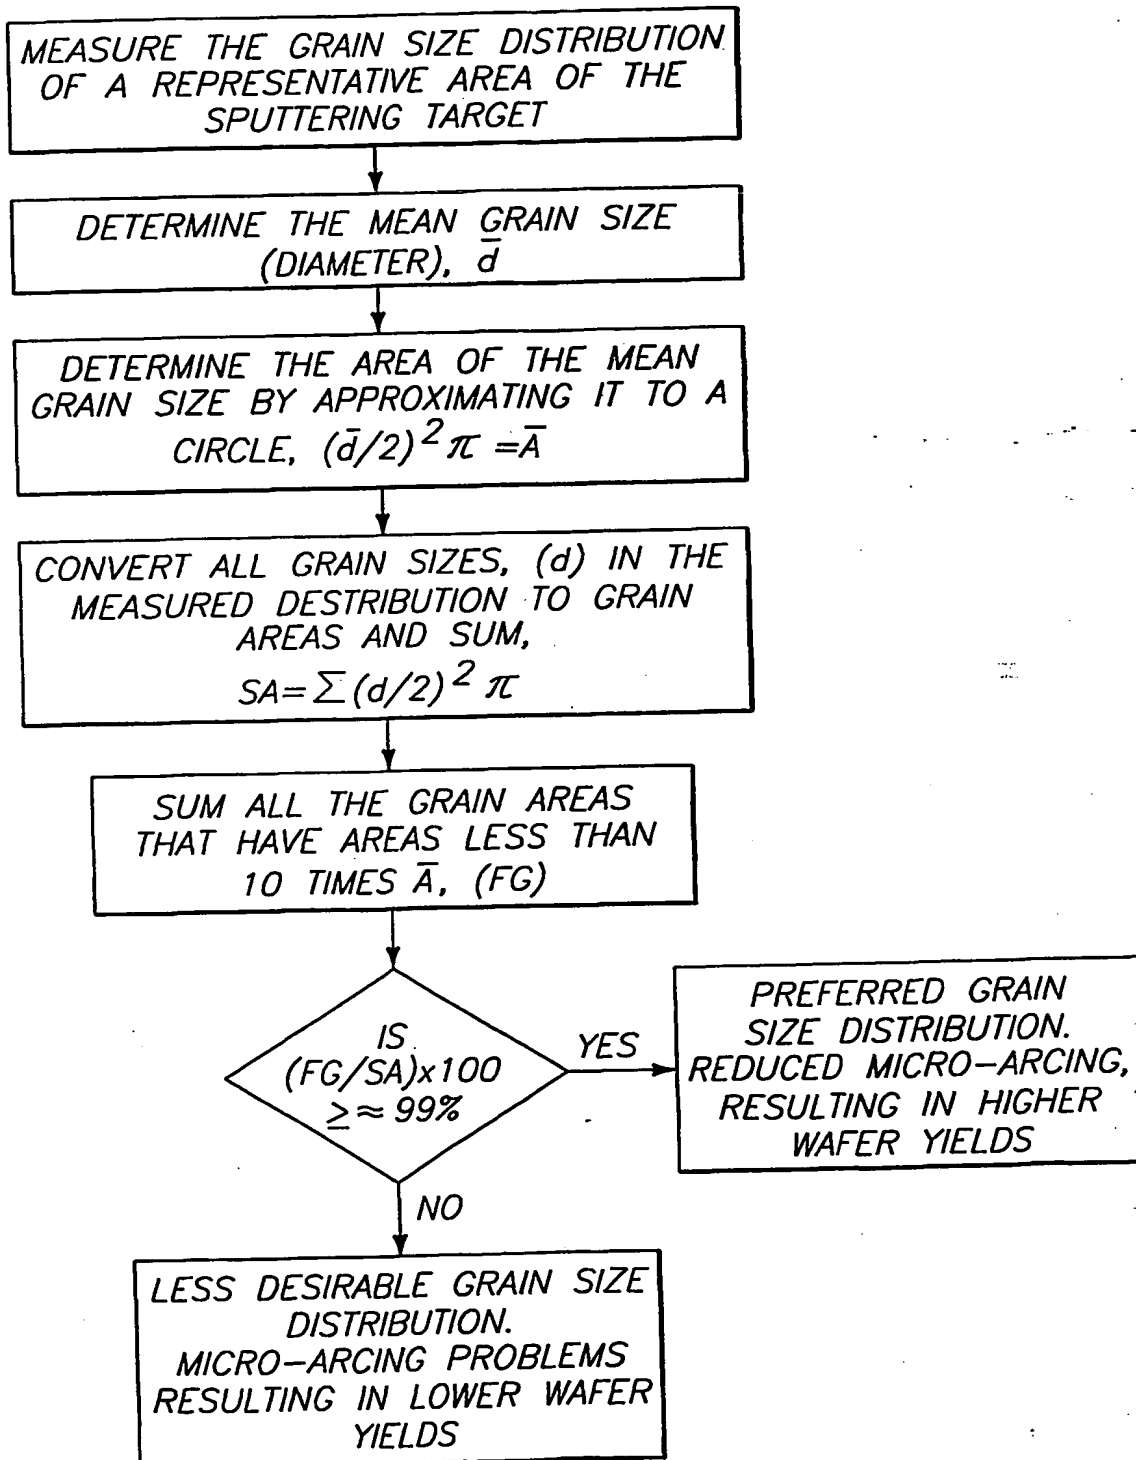 MEASURE THE GRAIN SIZE DISTRIBUTION
OF A REPRESENTATIVE AREA OF THE
SPUTTERING TARGET
DETERMINE THE MEAN GRAIN SIZE
(DIAMETER), d̅
DETERMINE THE AREA OF THE MEAN
GRAIN SIZE BY APPROXIMATING IT TO A
CIRCLE, (d̅/2)² π = A̅
CONVERT ALL GRAIN SIZES, (d) IN THE
MEASURED DESTRIBUTION TO GRAIN
AREAS AND SUM,
SA=∑(d/2)² π
SUM ALL THE GRAIN AREAS
THAT HAVE AREAS LESS THAN
10 TIMES A̅, (FG)
IS
(FG/SA)x100
≥ ≈ 99%
YES
PREFERRED GRAIN
SIZE DISTRIBUTION.
REDUCED MICRO-ARCING,
RESULTING IN HIGHER
WAFER YIELDS
NO
LESS DESIRABLE GRAIN SIZE
DISTRIBUTION.
MICRO-ARCING PROBLEMS
RESULTING IN LOWER WAFER
YIELDS